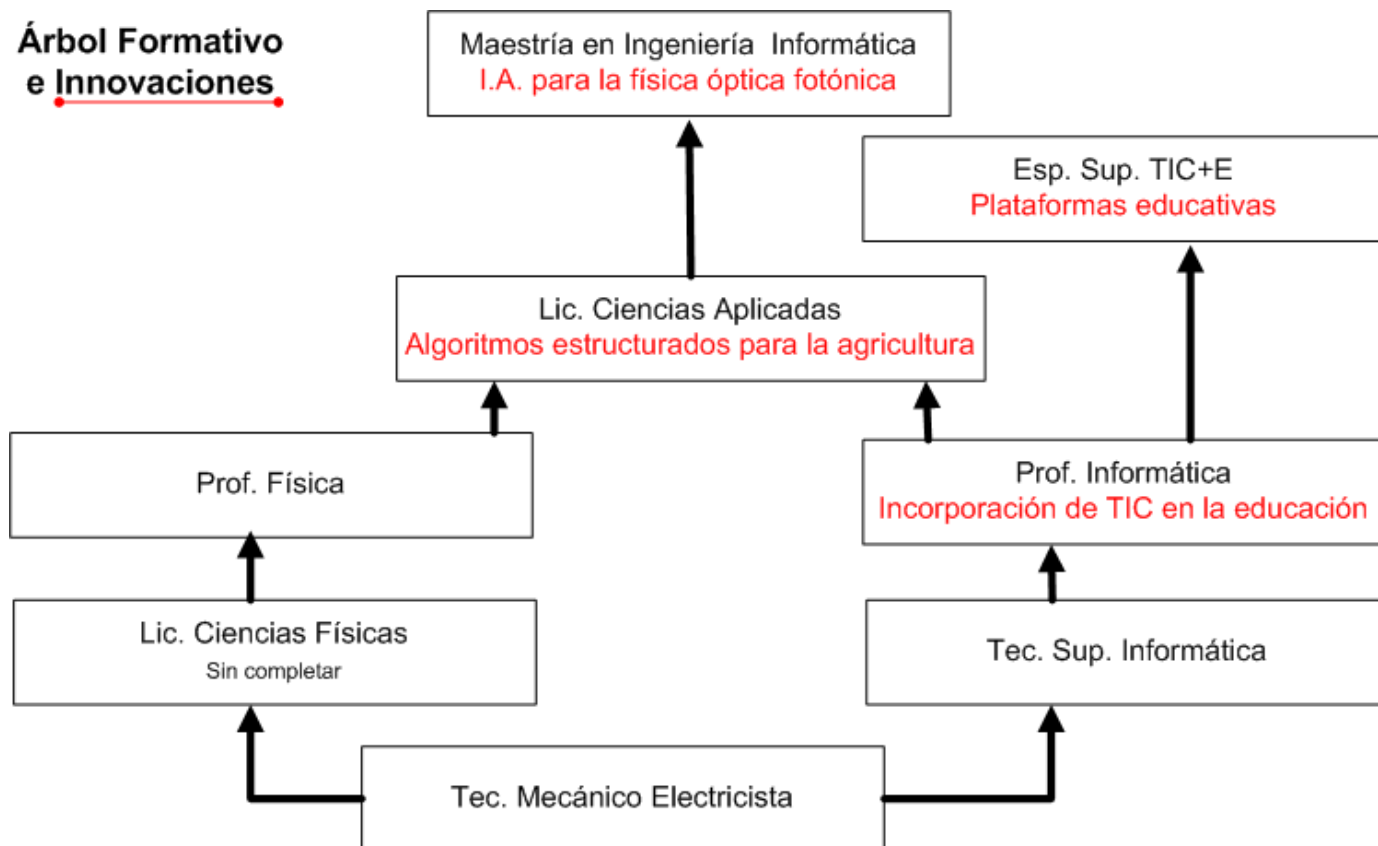 Árbol Formativo
e Innovaciones
Maestría en Ingeniería Informática
I.A. para la física óptica fotónica
Esp. Sup. TIC+E
Plataformas educativas
Lic. Ciencias Aplicadas
Algoritmos estructurados para la agricultura
Prof. Física
Prof. Informática
Incorporación de TIC en la educación
Lic. Ciencias Físicas
Sin completar
Tec. Sup. Informática
Tec. Mecánico Electricista